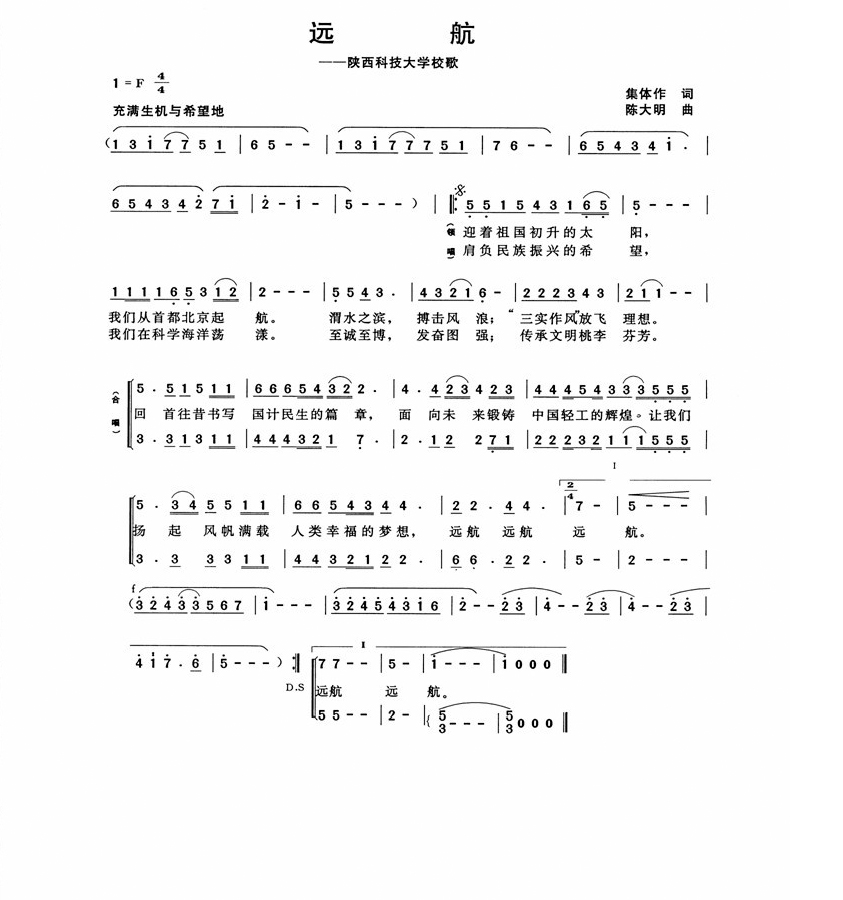 远 航
——陕西科技大学校歌
1 = F 4/4
集体作 词
充满生机与希望地
陈大明 曲
(1 3 i 7 7 5 1 | 6 5 - - | 1 3 i 7 7 7 5 1 | 7 6 - - | 6 5 4 3 4 i . |
6 5 4 3 4 2 7 i | 2 - i - | 5 - - - ) ‖: 5 5 1 5 4 3 1 6 5 | 5 - - - |
(领唱) 迎着祖国初升的太 阳,
肩负民族振兴的希 望,
1 1 1 1 6 5 3 1 2 | 2 - - - | 5 5 4 3 . | 4 3 2 1 6 - | 2 2 2 3 4 3 | 2 1 1 - - |
我们从首都北京起 航。 渭水之滨, 搏击风 浪; “三实作风”放飞 理想。
我们在科学海洋荡 漾。 至诚至博, 发奋图 强; 传承文明桃李 芬芳。
5 . 5 1 5 1 1 | 6 6 6 5 4 3 2 2 . | 4 . 4 2 3 4 2 3 | 4 4 4 5 4 3 3 3 5 5 5 |
(合唱) 回 首往昔书写 国计民生的篇 章, 面 向未 来锻铸 中国轻工的辉煌。让我们
3 . 3 1 3 1 1 | 4 4 4 3 2 1 7 . | 2 . 1 2 2 7 1 | 2 2 2 3 2 1 1 1 5 5 5 |
I
5 . 3 4 5 5 1 1 | 6 6 5 4 3 4 4 . | 2 2 . 4 4 . | 2/4 7 - | 5 - - - |
扬 起 风帆满载 人类幸福的梦想, 远航 远航 远 航。
3 . 3 3 3 1 1 | 4 4 3 2 1 2 2 . | 6 6 . 2 2 . | 5 - | 2 - - - |
f
(3 2 4 3 3 5 6 7 | i - - - | 3 2 4 5 4 3 1 6 | 2 - - 2 3 | 4 - - 2 3 | 4 - - 2 3 |
I
4 1 7 . 6 | 5 - - - ) :‖ 7 7 - - | 5 - | i - - - | i 0 0 0 ‖
D.S 远航 远 航。
5 5 - - | 2 - | 5/3 - - - | 5/3 0 0 0 ‖